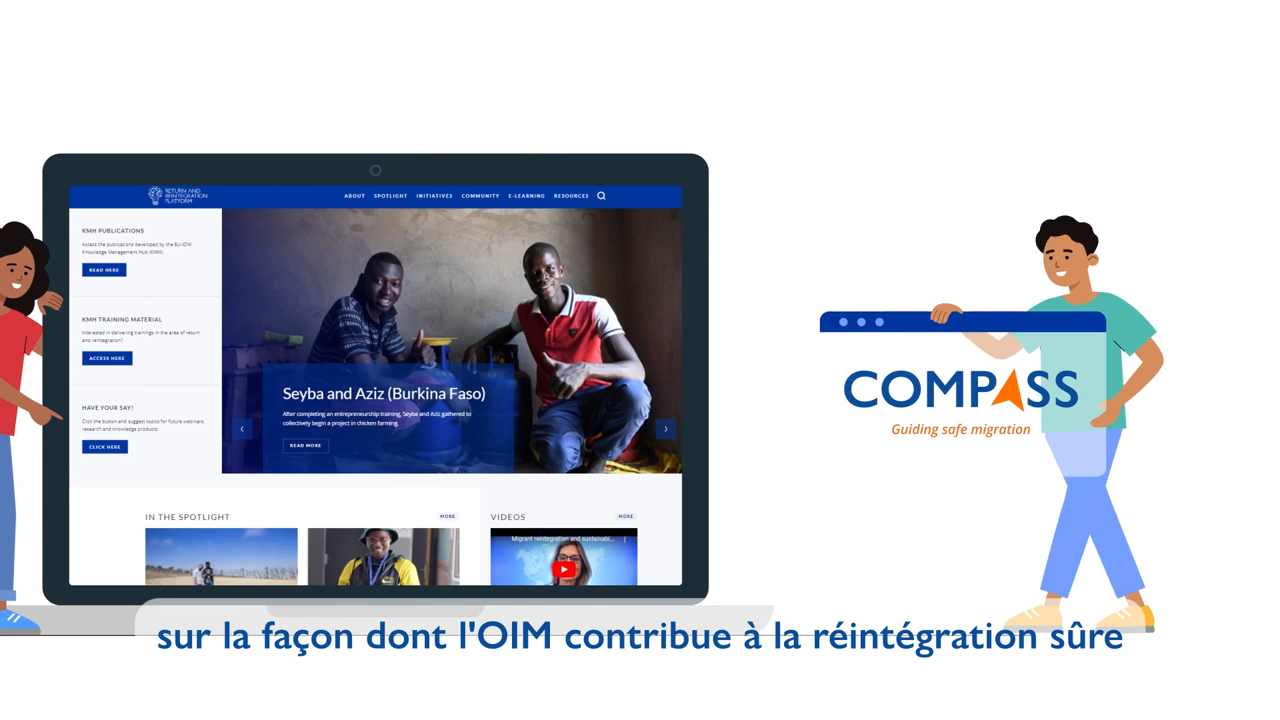 RETURN AND
REINTEGRATION
PLATFORM
ABOUT SPOTLIGHT INITIATIVES COMMUNITY E-LEARNING RESOURCES
KMH PUBLICATIONS
Access the publications developed by the EU-IOM
Knowledge Management Hub (KMH).
READ HERE
KMH TRAINING MATERIAL
Interested in delivering trainings in the area of return
and reintegration?
ACCESS HERE
HAVE YOUR SAY!
Click the button and suggest topics for future webinars,
research and knowledge products
CLICK HERE
Seyba and Aziz (Burkina Faso)
After completing an entrepreneurship training, Seyba and Aziz gathered to
collectively begin a project in chicken farming.
READ MORE
IN THE SPOTLIGHT MORE
VIDEOS MORE
Migrant reintegration and sustainabl...
COMPASS
Guiding safe migration
sur la façon dont l'OIM contribue à la réintégration sûre